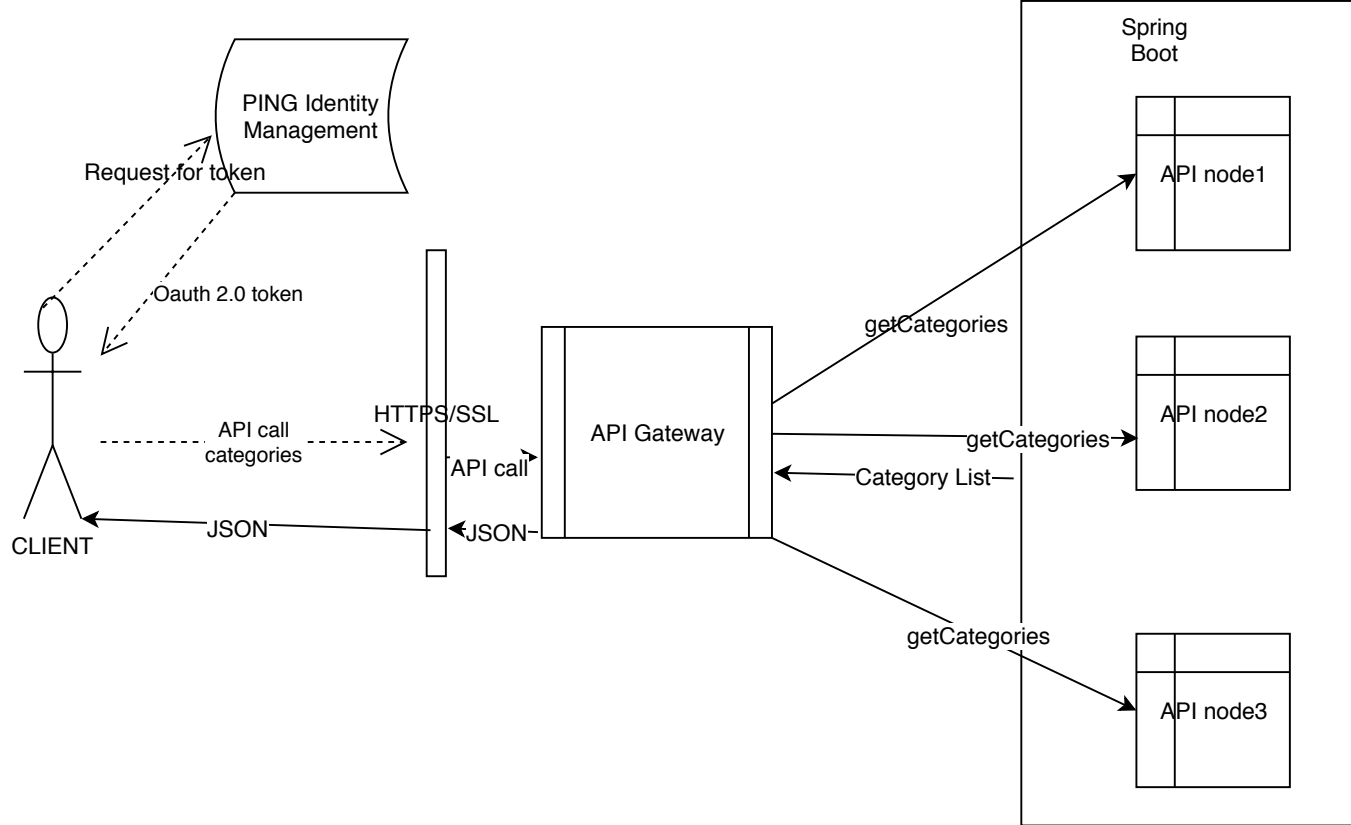 Spring
Boot
PING Identity
Management
Request for token
API node1
Oauth 2.0 token
getCategories
HTTPS/SSL
API node2
API call
categories
API Gateway
getCategories
API call
Category List
JSON
JSON
CLIENT
getCategories
API node3